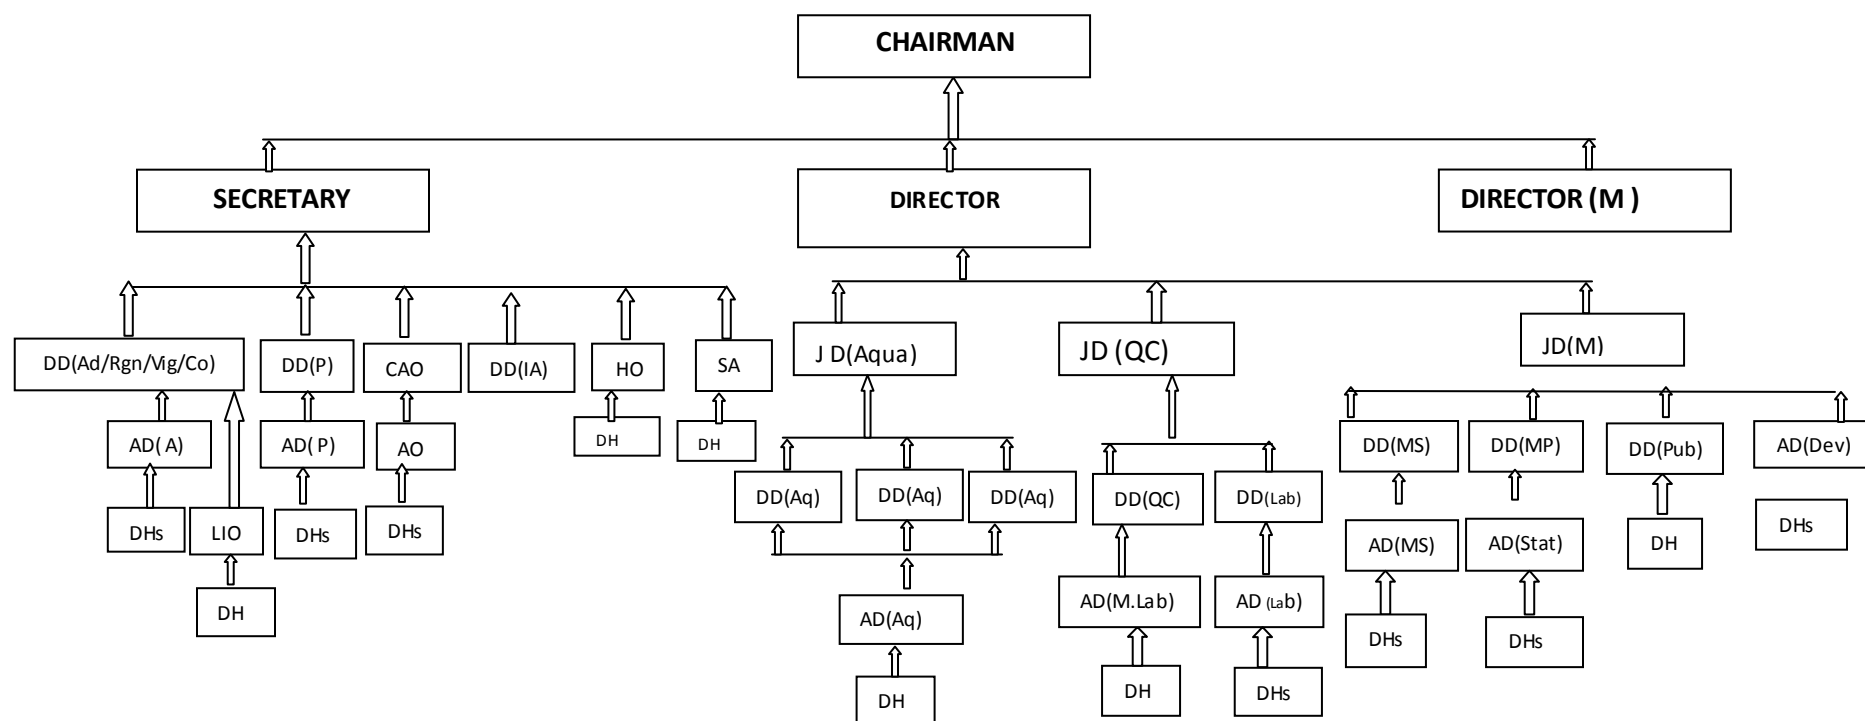 CHAIRMAN
SECRETARY
DIRECTOR
DIRECTOR (M )
DD(Ad/Rgn/Vig/Co)
DD(P)
CAO
DD(IA)
HO
SA
J D(Aqua)
JD (QC)
JD(M)
AD( A)
AD( P)
AO
DH
DH
DD(MS)
DD(MP)
DD(Pub)
AD(Dev)
DD(Aq)
DD(Aq)
DD(Aq)
DD(QC)
DD(Lab)
DHs
LIO
DHs
DHs
AD(MS)
AD(Stat)
DH
DHs
DH
AD(Aq)
AD(M.Lab)
AD (Lab)
DHs
DHs
DH
DH
DHs